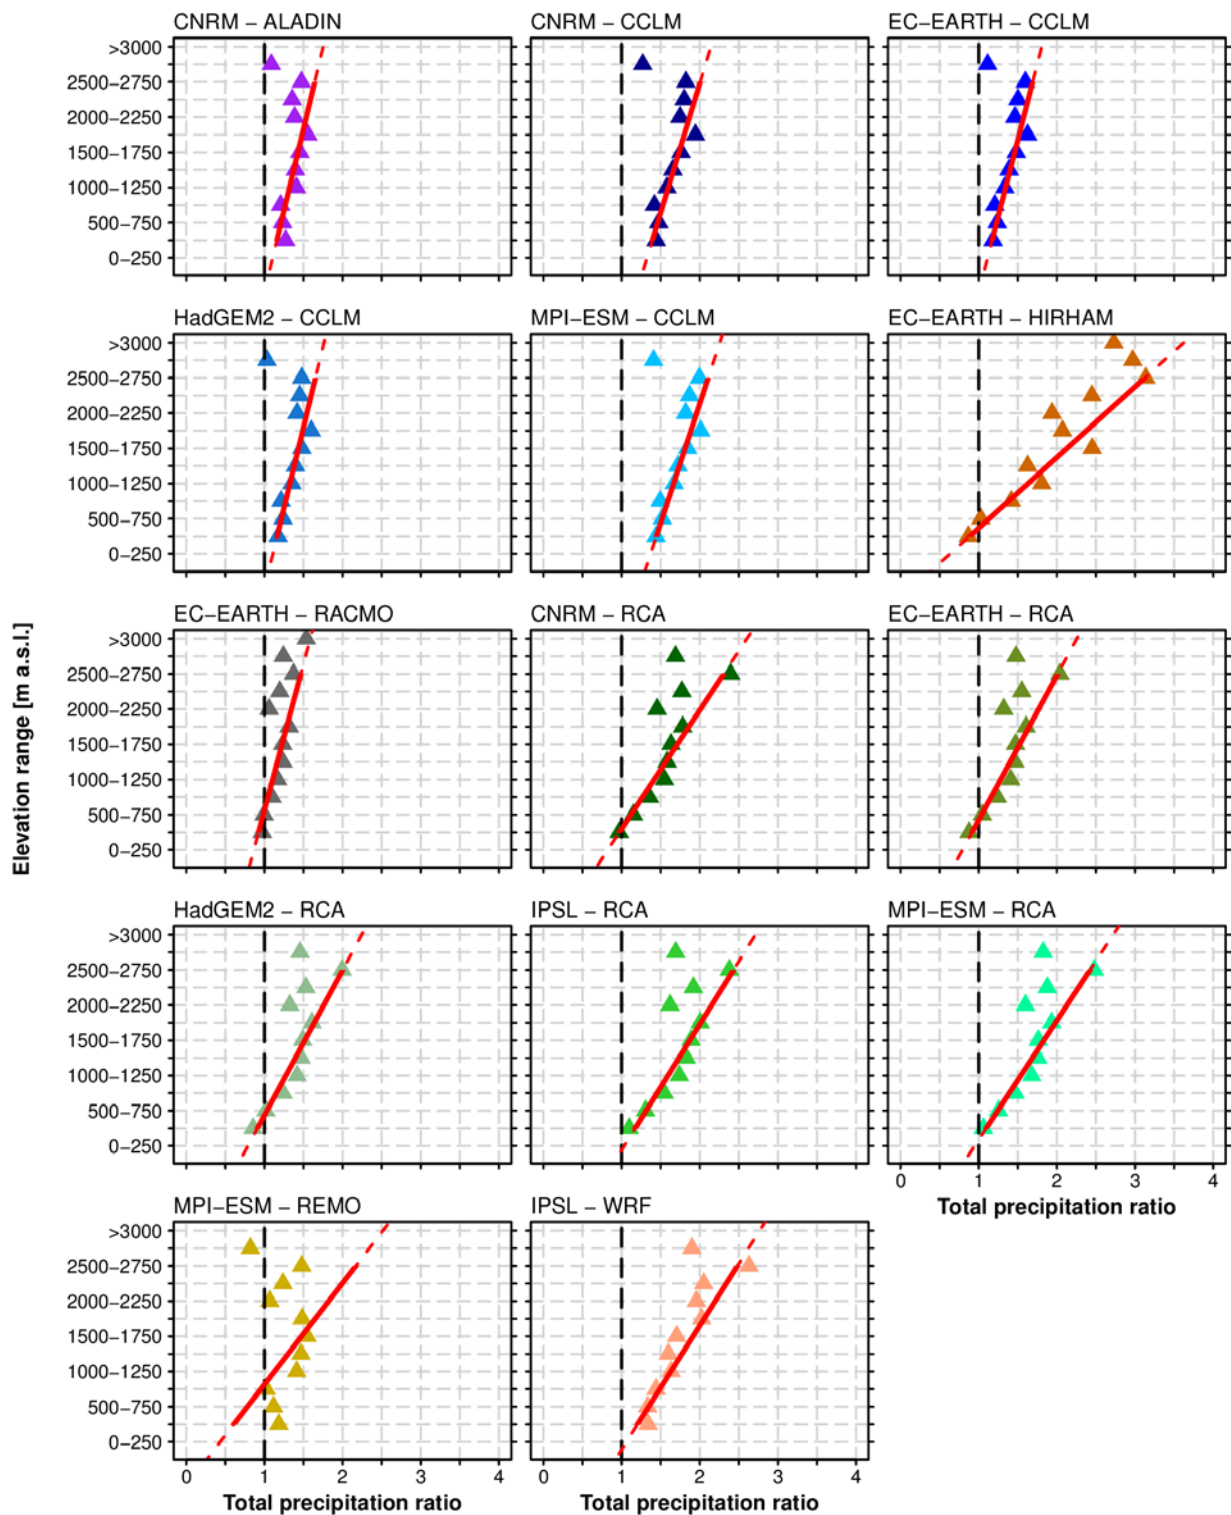 CNRM − ALADIN
CNRM − CCLM
EC−EARTH − CCLM
>3000
2500−2750
2000−2250
1500−1750
1000−1250
500−750
0−250
HadGEM2 − CCLM
MPI−ESM − CCLM
EC−EARTH − HIRHAM
>3000
2500−2750
2000−2250
1500−1750
1000−1250
500−750
0−250
EC−EARTH − RACMO
CNRM − RCA
EC−EARTH − RCA
Elevation range [m a.s.l.]
>3000
2500−2750
2000−2250
1500−1750
1000−1250
500−750
0−250
HadGEM2 − RCA
IPSL − RCA
MPI−ESM − RCA
>3000
2500−2750
2000−2250
1500−1750
1000−1250
500−750
0−250
0 1 2 3 4
Total precipitation ratio
MPI−ESM − REMO
IPSL − WRF
>3000
2500−2750
2000−2250
1500−1750
1000−1250
500−750
0−250
0 1 2 3 4
0 1 2 3 4
Total precipitation ratio
Total precipitation ratio